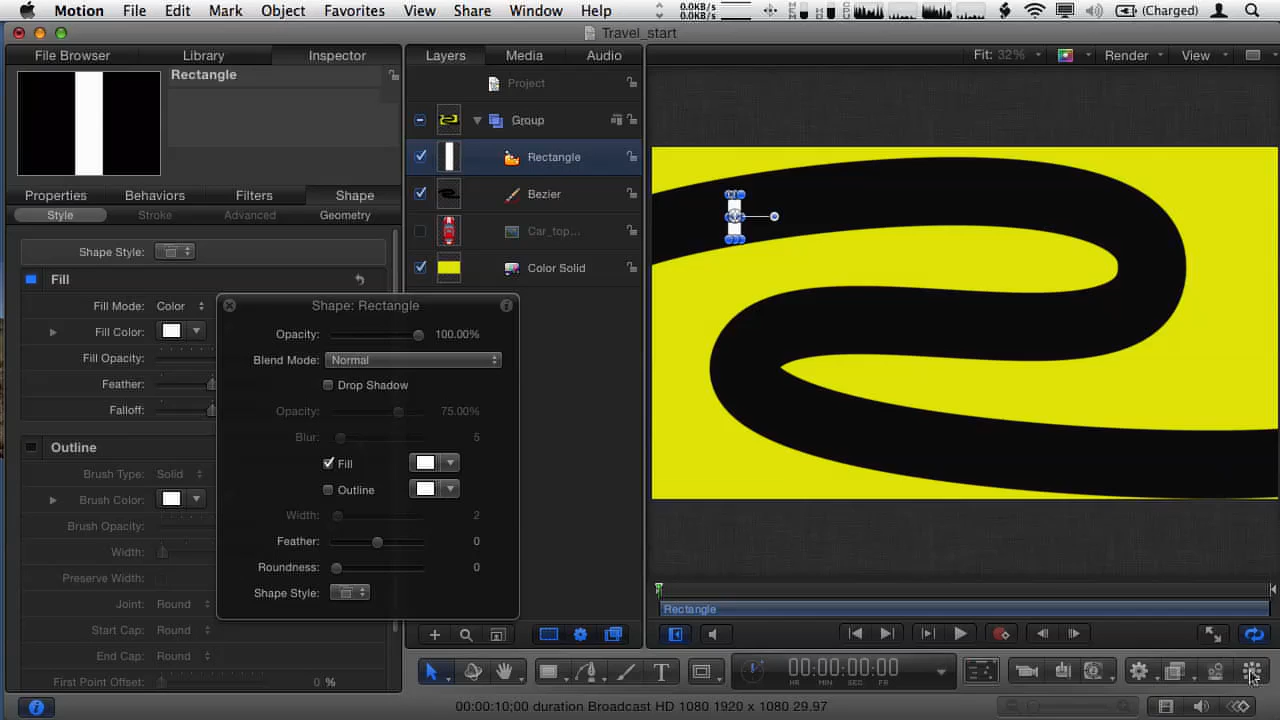 Motion File Edit Mark Object Favorites View Share Window Help 0.0KB/s 0.0KB/s (Charged)
Travel_start
File Browser Library Inspector Layers Media Audio Fit: 32% Render View
Rectangle
Project
Group
Rectangle
Bezier
Car_top...
Color Solid
Properties Behaviors Filters Shape
Style Stroke Advanced Geometry
Shape Style:
Fill
Fill Mode: Color
Fill Color:
Fill Opacity:
Feather:
Falloff:
Outline
Brush Type: Solid
Brush Color:
Brush Opacity:
Width:
Preserve Width:
Joint: Round
Start Cap: Round
End Cap: Round
First Point Offset: 0 %
Shape: Rectangle
Opacity: 100.00%
Blend Mode: Normal
Drop Shadow
Opacity: 75.00%
Blur: 5
Fill
Outline
Width: 2
Feather: 0
Roundness: 0
Shape Style:
Rectangle
T
00:00:00:00
HR MIN SEC FR
00:00:10;00 duration Broadcast HD 1080 1920 x 1080 29.97